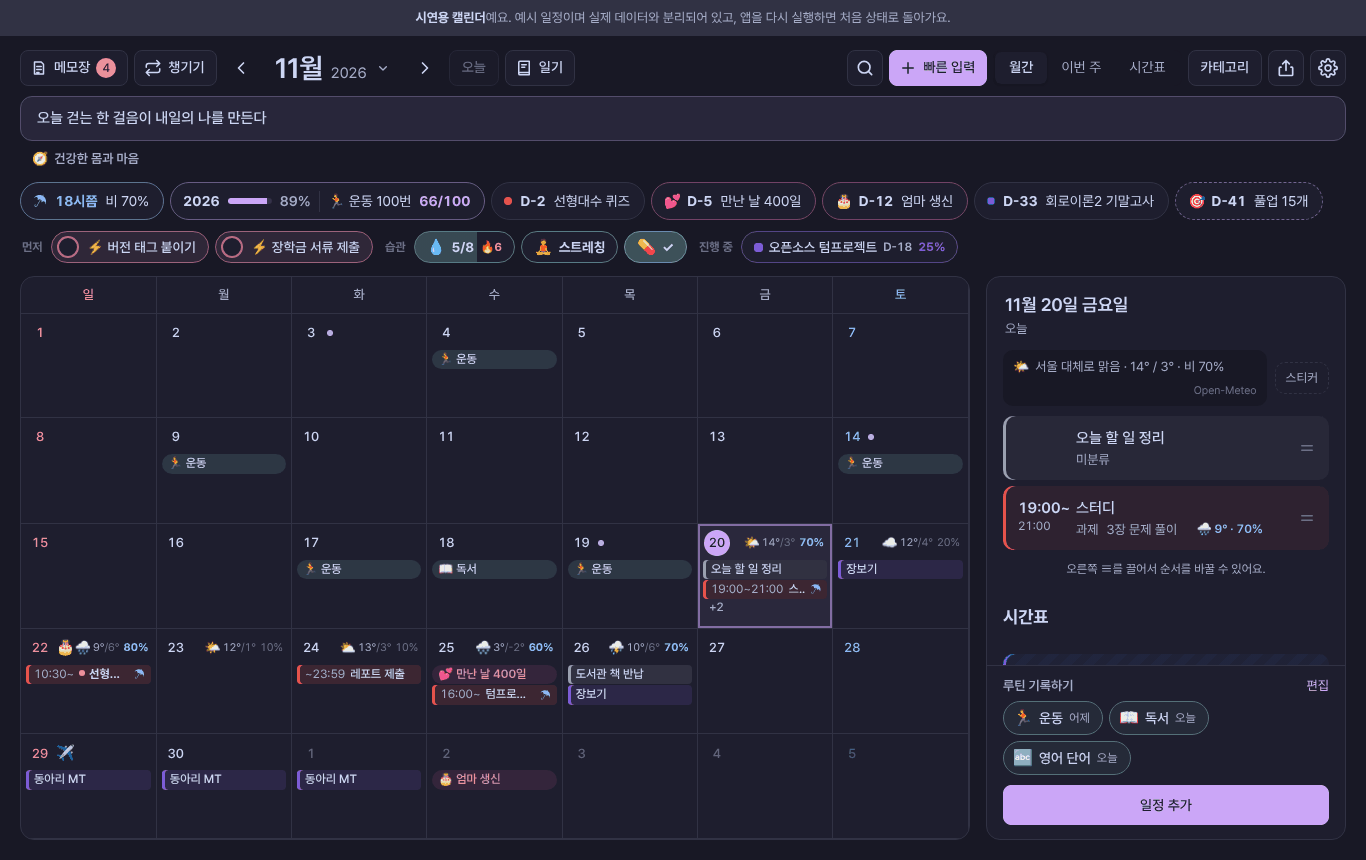 시연용 캘린더예요. 예시 일정이며 실제 데이터와 분리되어 있고, 앱을 다시 실행하면 처음 상태로 돌아가요.
메모장 4 챙기기 11월 2026 오늘 일기 빠른 입력 월간 이번 주 시간표 카테고리
오늘 걷는 한 걸음이 내일의 나를 만든다
건강한 몸과 마음
18시쯤 비 70% 2026 89% 운동 100번 66/100 D-2 선형대수 퀴즈 D-5 만난 날 400일 D-12 엄마 생신 D-33 회로이론2 기말고사 D-41 풀업 15개
먼저 버전 태그 붙이기 장학금 서류 제출 습관 5/8 6 스트레칭 진행 중 오픈소스 텀프로젝트 D-18 25%
일 월 화 수 목 금 토
1 2 3 4 5 6 7
운동
8 9 10 11 12 13 14
운동 운동
15 16 17 18 19 20 14°/3° 70% 21 12°/4° 20%
운동 독서 운동 오늘 할 일 정리 장보기
19:00~21:00 스..
+2
22 9°/6° 80% 23 12°/1° 10% 24 13°/3° 10% 25 3°/-2° 60% 26 10°/6° 70% 27 28
10:30~ 선형... ~23:59 레포트 제출 만난 날 400일 도서관 책 반납
16:00~ 텀프로... 장보기
29 30 1 2 3 4 5
동아리 MT 동아리 MT 동아리 MT 엄마 생신
11월 20일 금요일
오늘
서울 대체로 맑음 · 14° / 3° · 비 70%
Open-Meteo
스티커
오늘 할 일 정리
미분류
19:00~ 스터디
21:00 과제 3장 문제 풀이 9° · 70%
오른쪽 ≡를 끌어서 순서를 바꿀 수 있어요.
시간표
루틴 기록하기 편집
운동 어제 독서 오늘
abc 영어 단어 오늘
일정 추가